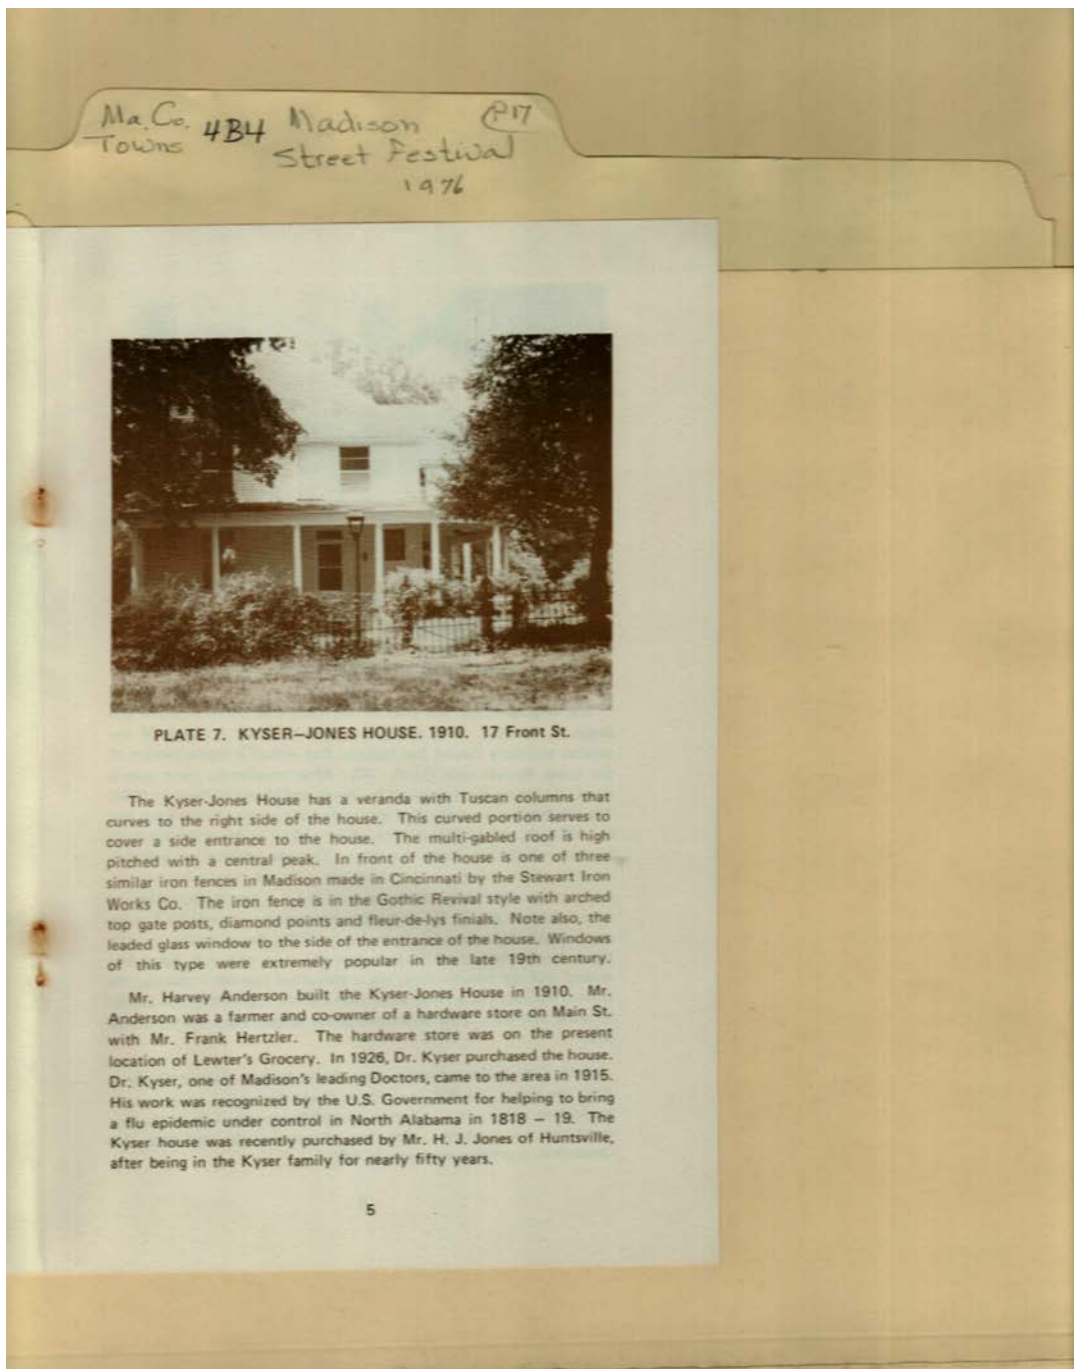 Ma. Co. 4B4 Madison P17
Towns Street Festival
1976
PLATE 7. KYSER–JONES HOUSE. 1910. 17 Front St.
The Kyser-Jones House has a veranda with Tuscan columns that
curves to the right side of the house. This curved portion serves to
cover a side entrance to the house. The multi-gabled roof is high
pitched with a central peak. In front of the house is one of three
similar iron fences in Madison made in Cincinnati by the Stewart Iron
Works Co. The iron fence is in the Gothic Revival style with arched
top gate posts, diamond points and fleur-de-lys finials. Note also, the
leaded glass window to the side of the entrance of the house. Windows
of this type were extremely popular in the late 19th century.
Mr. Harvey Anderson built the Kyser-Jones House in 1910. Mr.
Anderson was a farmer and co-owner of a hardware store on Main St.
with Mr. Frank Hertzler. The hardware store was on the present
location of Lewter's Grocery. In 1926, Dr. Kyser purchased the house.
Dr. Kyser, one of Madison's leading Doctors, came to the area in 1915.
His work was recognized by the U.S. Government for helping to bring
a flu epidemic under control in North Alabama in 1818 – 19. The
Kyser house was recently purchased by Mr. H. J. Jones of Huntsville,
after being in the Kyser family for nearly fifty years.
5